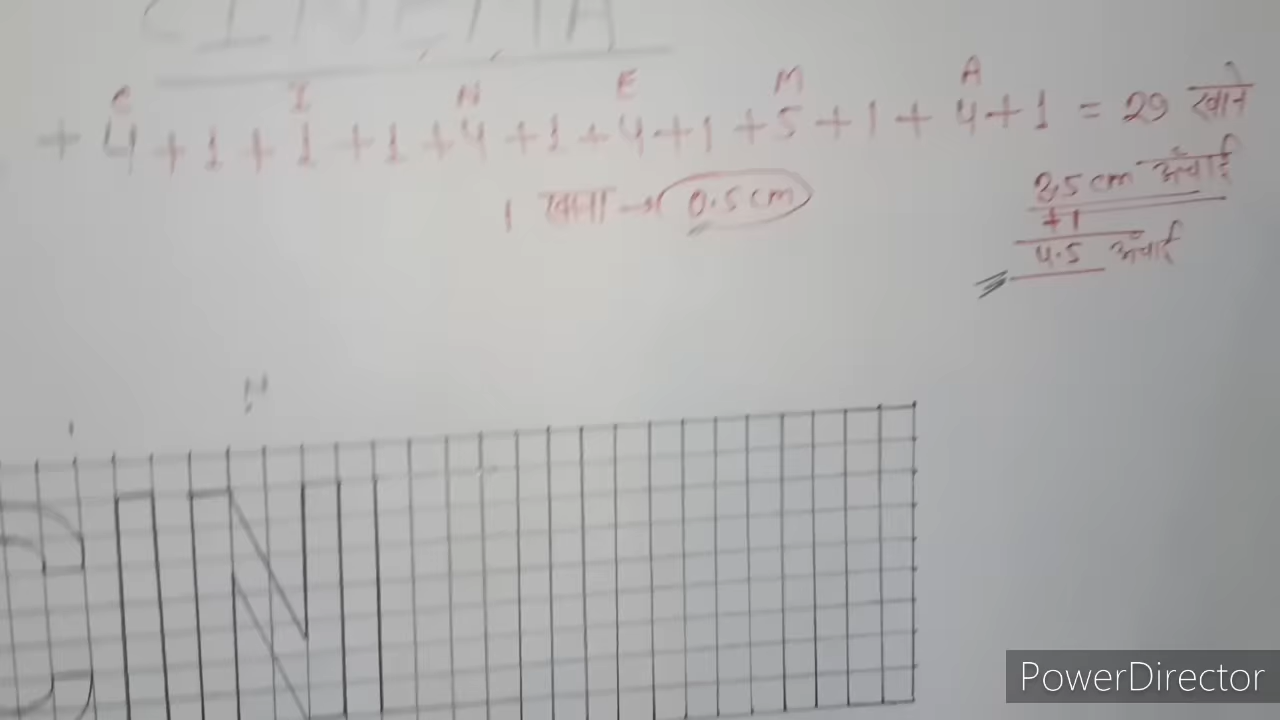 CINEMA
C I N E M A
+ 4 + 1 + 1 + 1 + 4 + 1 + 4 + 1 + 5 + 1 + 4 + 1 = 29 खाने
1 खाना → 0.5 cm
3.5 cm ऊँचाई
+1
4.5 ऊँचाई
I N
C I N
PowerDirector